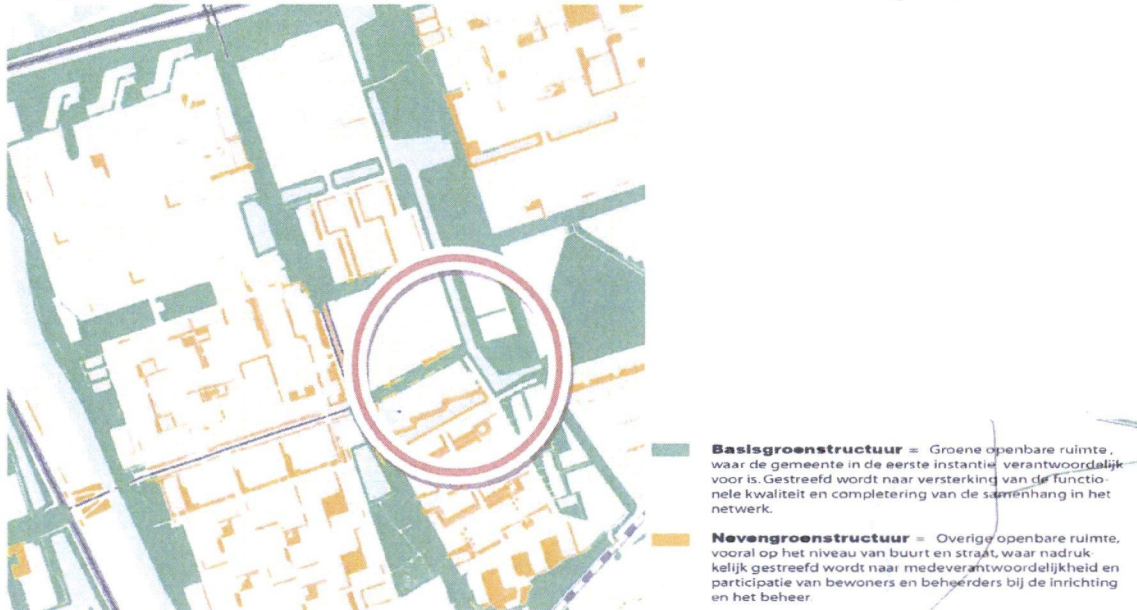 Basisgroenstructuur = Groene openbare ruimte,
waar de gemeente in de eerste instantie verantwoordelijk
voor is. Gestreefd wordt naar versterking van de functio-
nele kwaliteit en completering van de samenhang in het
netwerk.
Nevengroenstructuur = Overige openbare ruimte,
vooral op het niveau van buurt en straat, waar nadruk-
kelijk gestreefd wordt naar medeverantwoordelijkheid en
participatie van bewoners en beheerders bij de inrichting
en het beheer